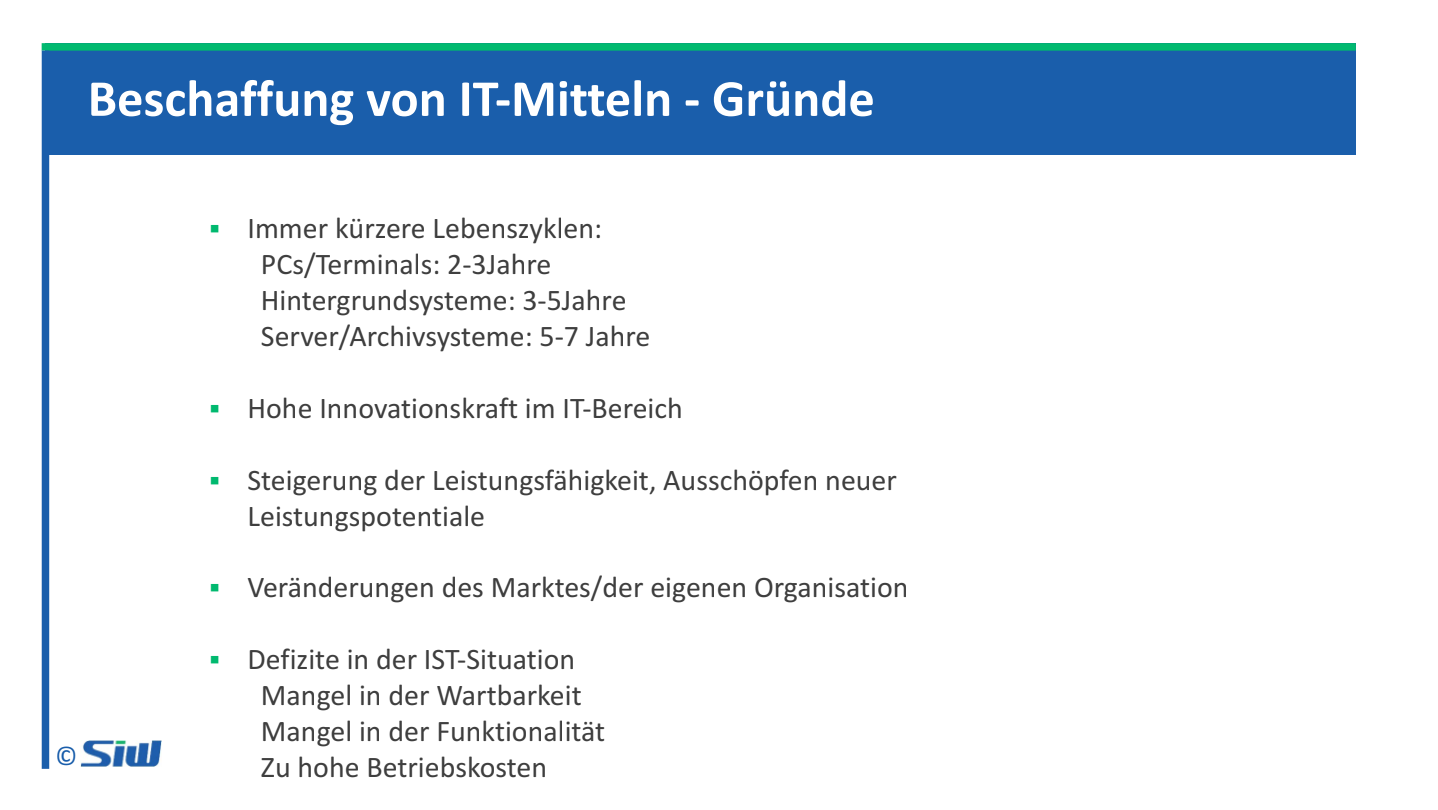 Beschaffung von IT-Mitteln - Gründe
▪ Immer kürzere Lebenszyklen:
PCs/Terminals: 2-3Jahre
Hintergrundsysteme: 3-5Jahre
Server/Archivsysteme: 5-7 Jahre
▪ Hohe Innovationskraft im IT-Bereich
▪ Steigerung der Leistungsfähigkeit, Ausschöpfen neuer
Leistungspotentiale
▪ Veränderungen des Marktes/der eigenen Organisation
▪ Defizite in der IST-Situation
Mangel in der Wartbarkeit
Mangel in der Funktionalität
Zu hohe Betriebskosten
© SIW